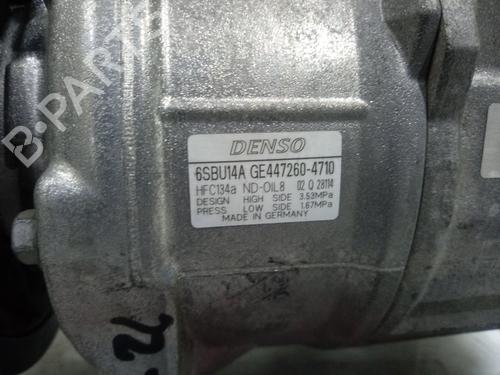 B-PARTS
DENSO
6SBU14A GE447260-4710
HFC134a ND-OIL8 02 Q 28114
DESIGN HIGH SIDE 3.53MPa
PRESS LOW SIDE 1.67MPa
MADE IN GERMANY